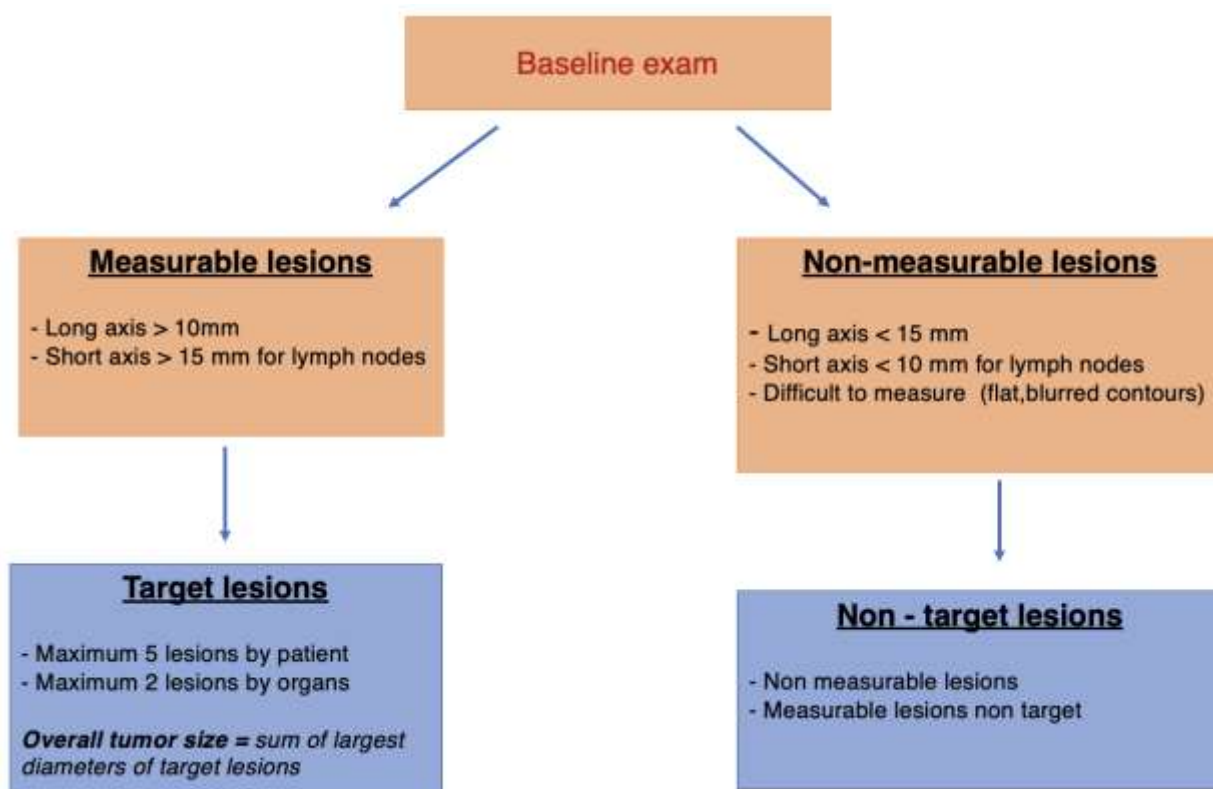 Baseline exam
Measurable lesions
- Long axis > 10mm
- Short axis > 15 mm for lymph nodes
Non-measurable lesions
- Long axis < 15 mm
- Short axis < 10 mm for lymph nodes
- Difficult to measure (flat,blurred contours)
Target lesions
- Maximum 5 lesions by patient
- Maximum 2 lesions by organs
Overall tumor size = sum of largest
diameters of target lesions
Non - target lesions
- Non measurable lesions
- Measurable lesions non target